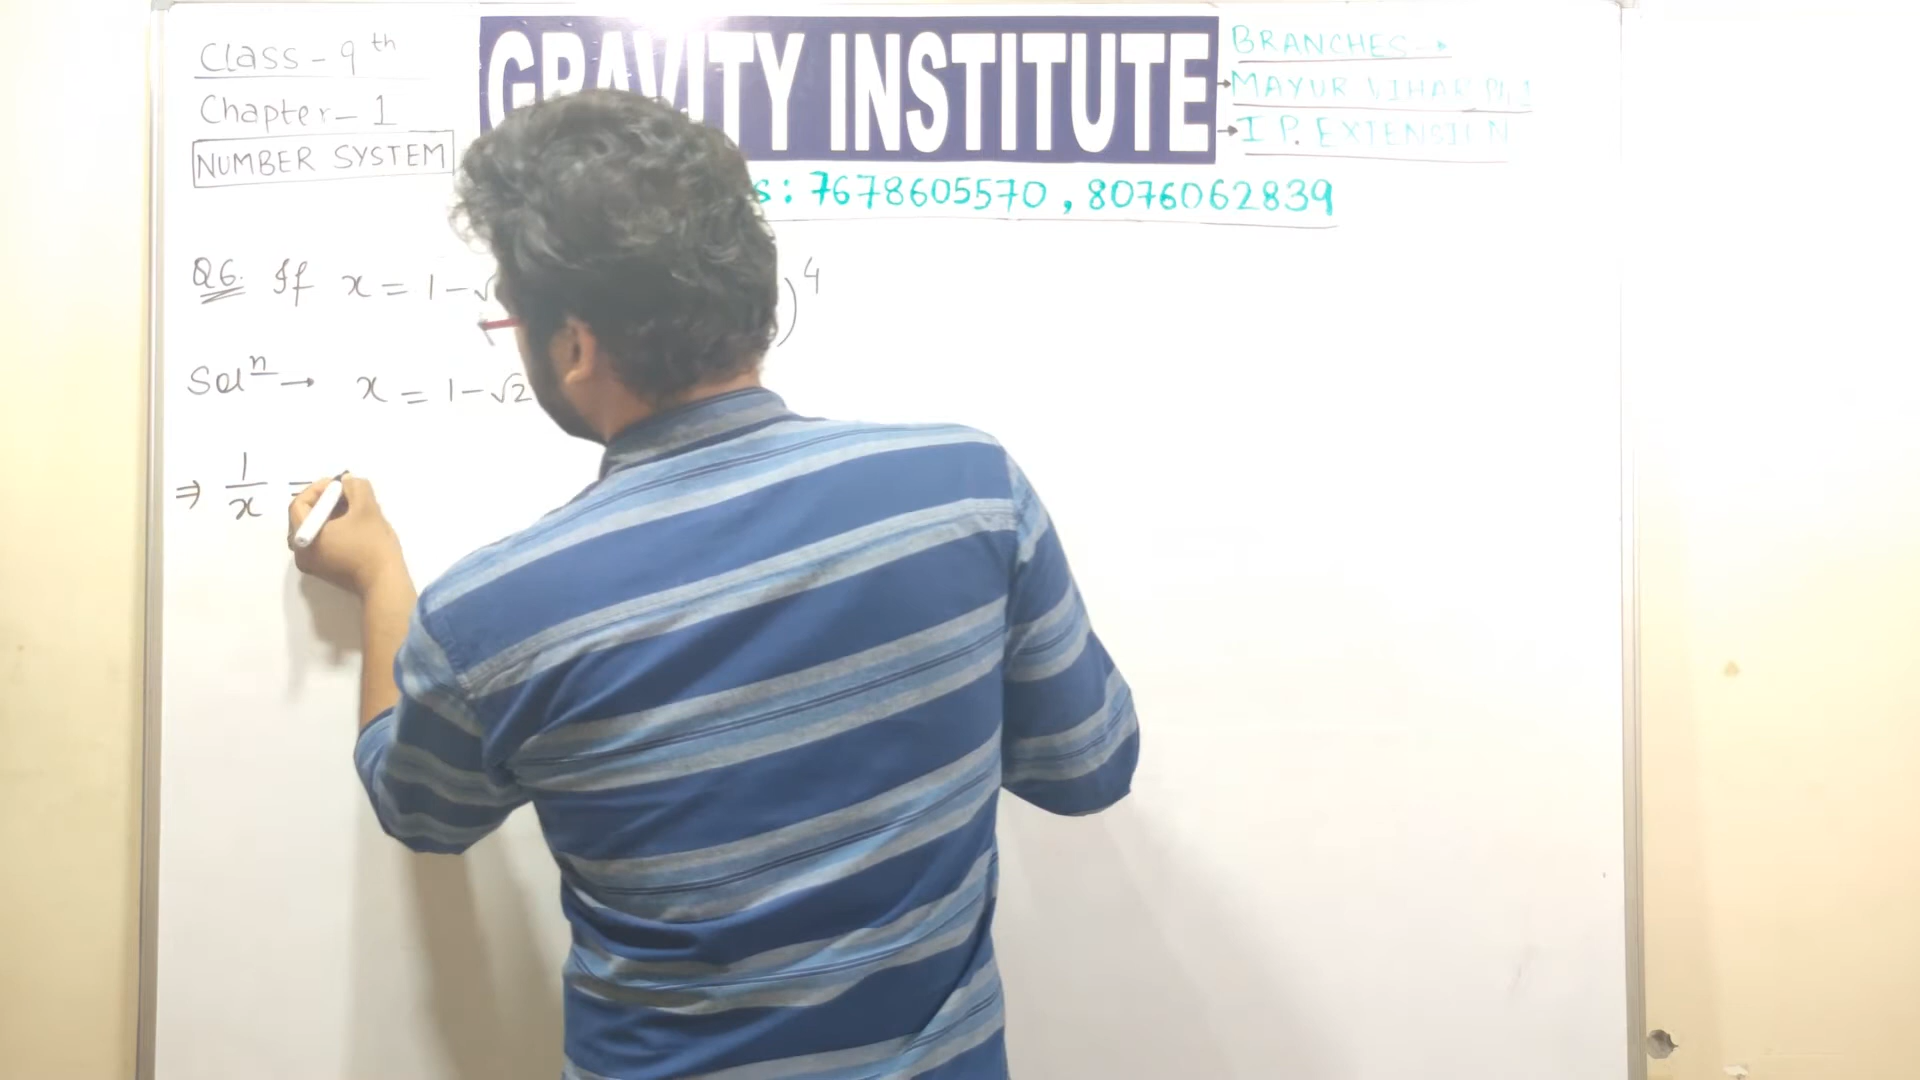 Class - 9th
Chapter - 1
NUMBER SYSTEM
GRAVITY INSTITUTE
BRANCHES →
→ MAYUR VIHAR PH 1
→ I P. EXTENSION
s: 7678605570, 8076062839
Q6. If x = 1-√ )⁴
Solⁿ → x = 1-√2
⇒ 1/x =